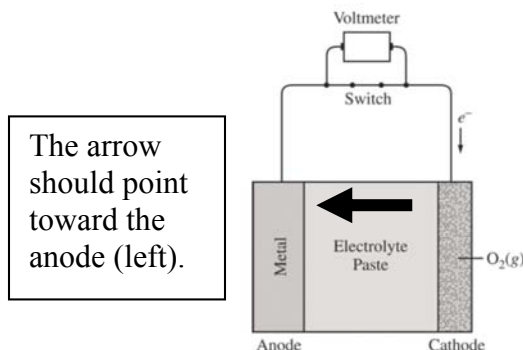 Voltmeter
Switch
e⁻
The arrow
should point
toward the
anode (left).
Metal
Electrolyte
Paste
O₂(g)
Anode
Cathode